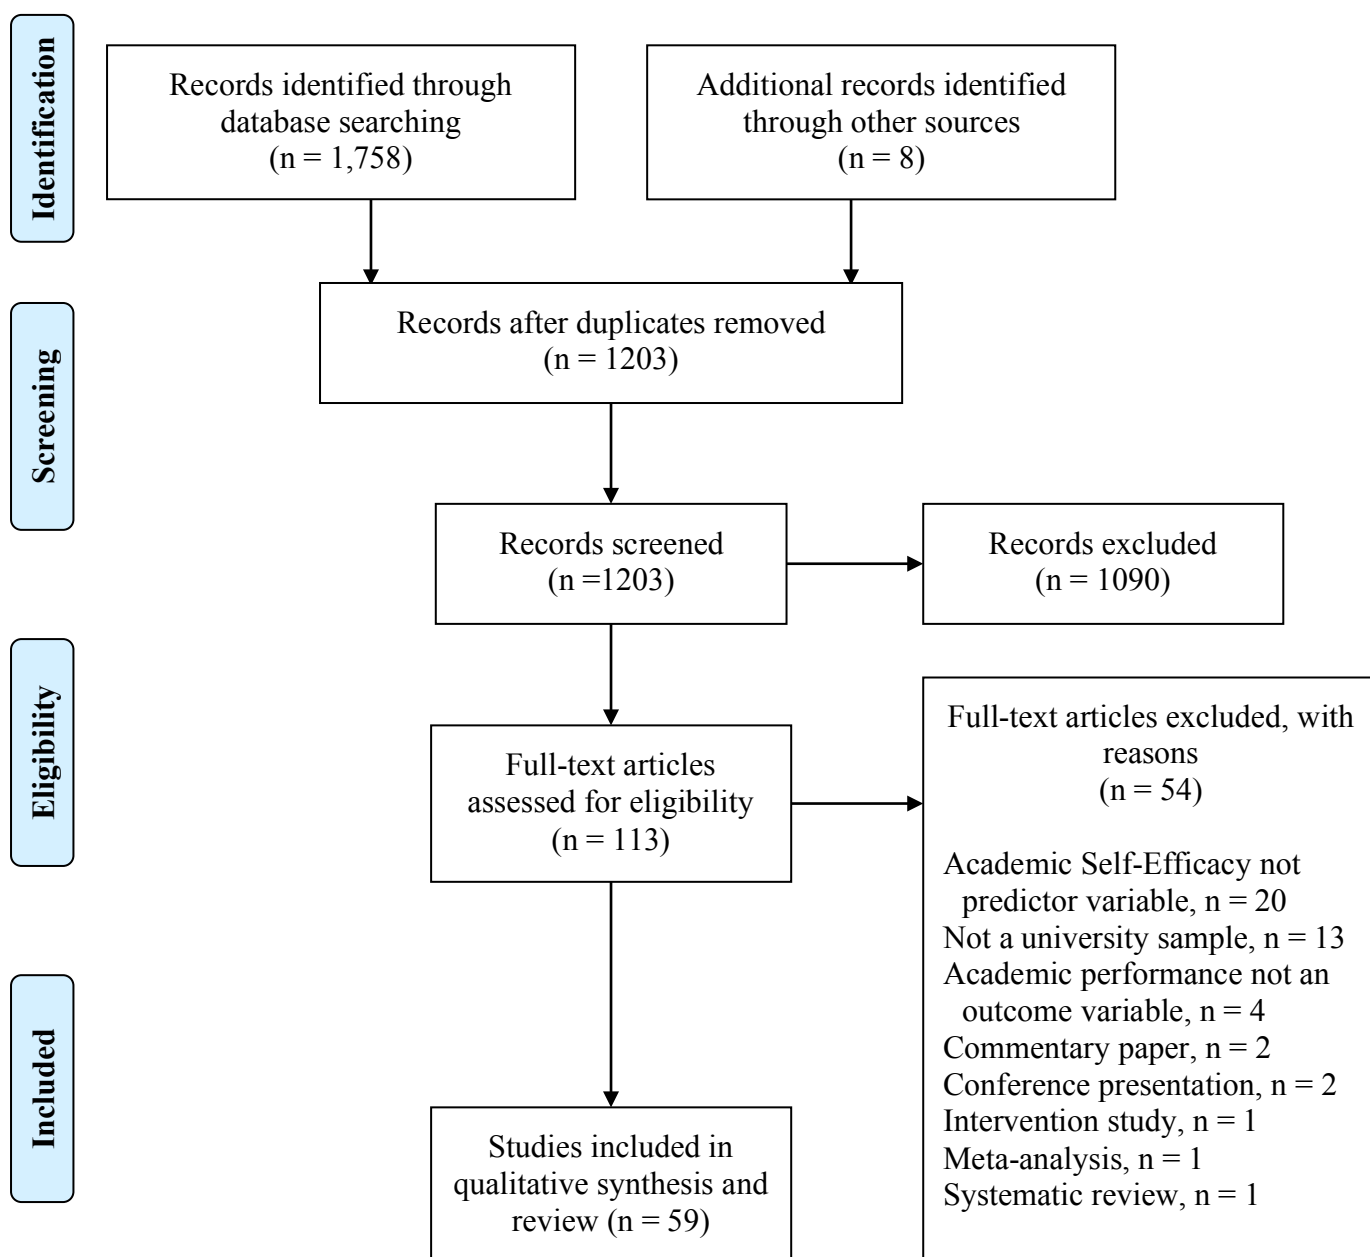 Identification
Records identified through
database searching
(n = 1,758)
Additional records identified
through other sources
(n = 8)
Screening
Records after duplicates removed
(n = 1203)
Records screened
(n =1203)
Records excluded
(n = 1090)
Eligibility
Full-text articles
assessed for eligibility
(n = 113)
Full-text articles excluded, with
reasons
(n = 54)
Academic Self-Efficacy not
predictor variable, n = 20
Not a university sample, n = 13
Academic performance not an
outcome variable, n = 4
Commentary paper, n = 2
Conference presentation, n = 2
Intervention study, n = 1
Meta-analysis, n = 1
Systematic review, n = 1
Included
Studies included in
qualitative synthesis and
review (n = 59)